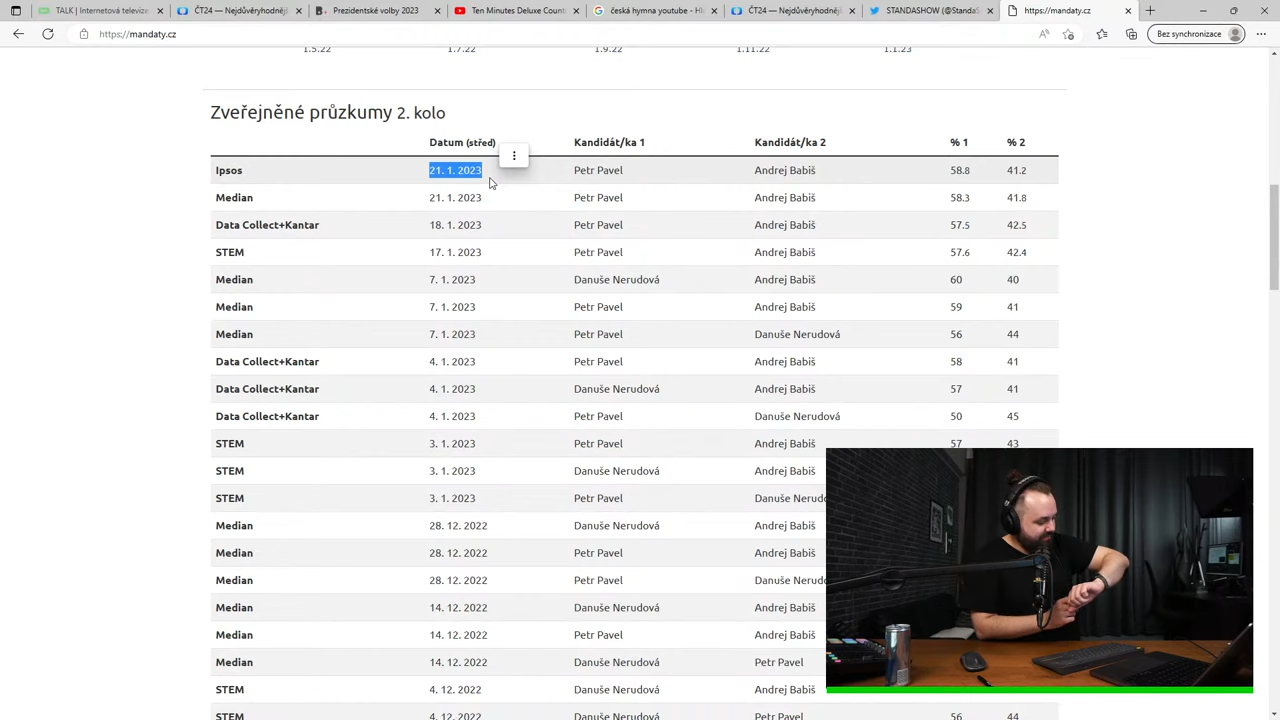 TALK | Internetová televize
ČT24 — Nejdůvěryhodněj
Prezidentské volby 2023
Ten Minutes Deluxe Count
česká hymna youtube - Hl
ČT24 — Nejdůvěryhodněj
STANDASHOW (@StandaS
https://mandaty.cz
https://mandaty.cz
Bez synchronizace
1.5.22 1.7.22 1.9.22 1.11.22 1.1.23
Zveřejněné průzkumy 2. kolo
Datum (střed) Kandidát/ka 1 Kandidát/ka 2 % 1 % 2
Ipsos 21. 1. 2023 Petr Pavel Andrej Babiš 58.8 41.2
Median 21. 1. 2023 Petr Pavel Andrej Babiš 58.3 41.8
Data Collect+Kantar 18. 1. 2023 Petr Pavel Andrej Babiš 57.5 42.5
STEM 17. 1. 2023 Petr Pavel Andrej Babiš 57.6 42.4
Median 7. 1. 2023 Danuše Nerudová Andrej Babiš 60 40
Median 7. 1. 2023 Petr Pavel Andrej Babiš 59 41
Median 7. 1. 2023 Petr Pavel Danuše Nerudová 56 44
Data Collect+Kantar 4. 1. 2023 Petr Pavel Andrej Babiš 58 41
Data Collect+Kantar 4. 1. 2023 Danuše Nerudová Andrej Babiš 57 41
Data Collect+Kantar 4. 1. 2023 Petr Pavel Danuše Nerudová 50 45
STEM 3. 1. 2023 Petr Pavel Andrej Babiš 57 43
STEM 3. 1. 2023 Danuše Nerudová Andrej Babiš
STEM 3. 1. 2023 Petr Pavel Danuše Nerudo
Median 28. 12. 2022 Danuše Nerudová Andrej Babiš
Median 28. 12. 2022 Petr Pavel Andrej Babiš
Median 28. 12. 2022 Petr Pavel Danuše Nerudo
Median 14. 12. 2022 Danuše Nerudová Andrej Babiš
Median 14. 12. 2022 Petr Pavel Andrej Babiš
Median 14. 12. 2022 Danuše Nerudová Petr Pavel
STEM 4. 12. 2022 Danuše Nerudová Andrej Babiš
STEM 4. 12. 2022 Danuše Nerudová Petr Pavel 56 44